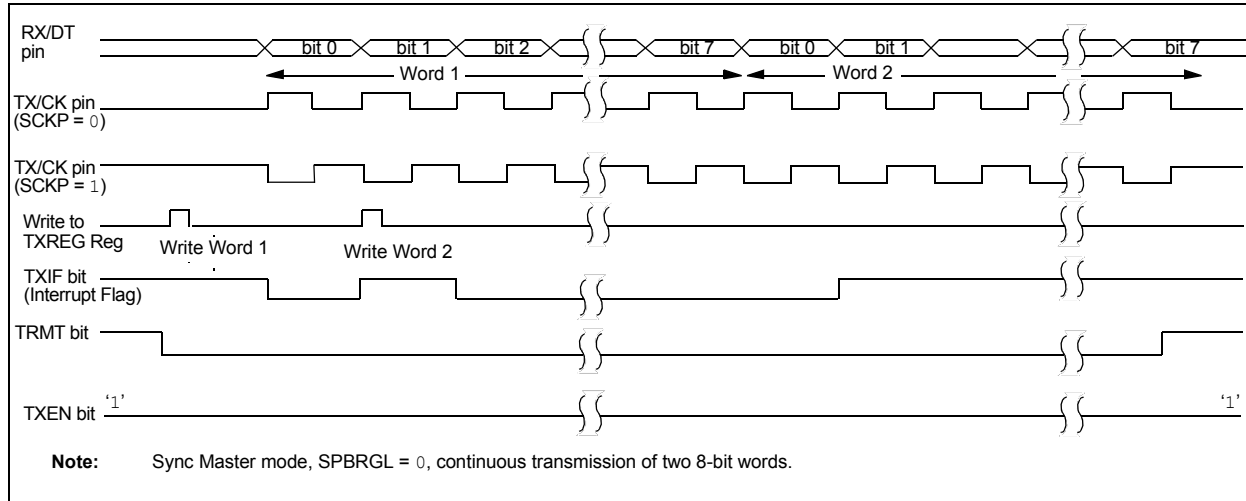 RX/DT
pin
bit 0 bit 1 bit 2 bit 7 bit 0 bit 1 bit 7
Word 1 Word 2
TX/CK pin
(SCKP = 0)
TX/CK pin
(SCKP = 1)
Write to
TXREG Reg
Write Word 1 Write Word 2
TXIF bit
(Interrupt Flag)
TRMT bit
TXEN bit
‘1’ ‘1’
Note: Sync Master mode, SPBRGL = 0, continuous transmission of two 8-bit words.